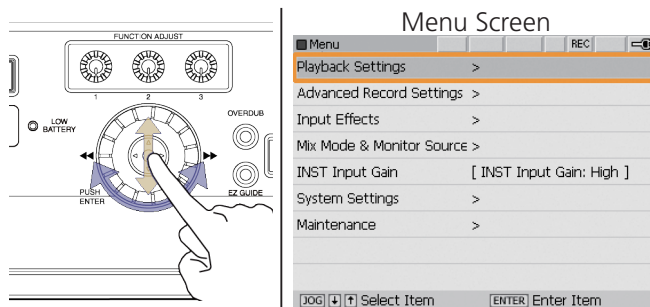 FUNCTION ADJUST
1 2 3
LOW BATTERY
OVERDUB
PUSH ENTER
EZ GUIDE
Menu Screen
Menu REC
Playback Settings >
Advanced Record Settings >
Input Effects >
Mix Mode & Monitor Source >
INST Input Gain [ INST Input Gain: High ]
System Settings >
Maintenance >
JOG Select Item ENTER Enter Item